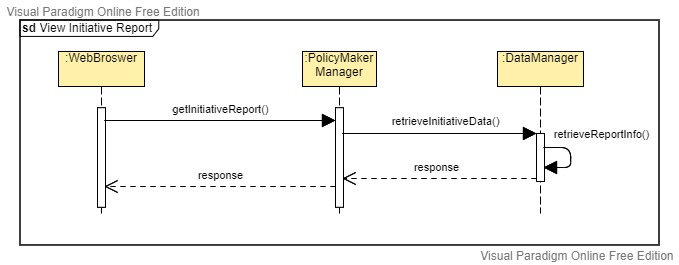 Visual Paradigm Online Free Edition
sd View Initiative Report
:WebBroswer
:PolicyMaker
Manager
:DataManager
getInitiativeReport()
retrieveInitiativeData()
retrieveReportInfo()
response
response
Visual Paradigm Online Free Edition